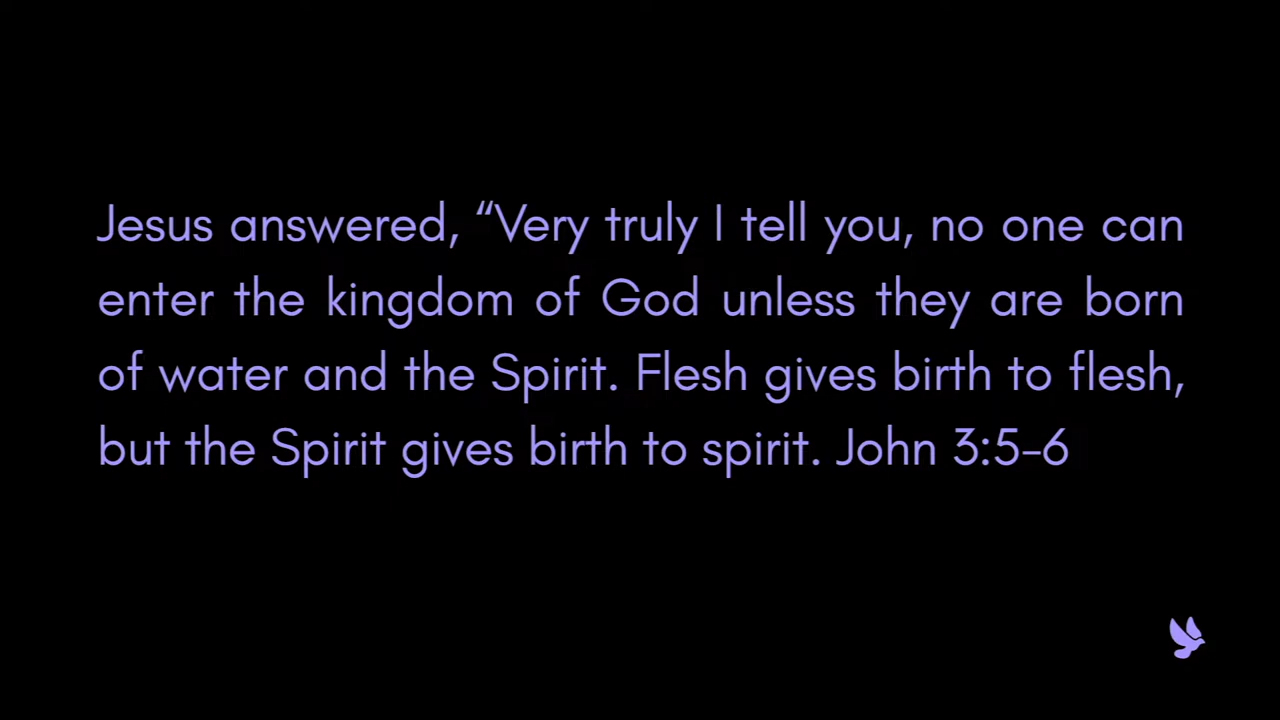 Jesus answered, “Very truly I tell you, no one can
enter the kingdom of God unless they are born
of water and the Spirit. Flesh gives birth to flesh,
but the Spirit gives birth to spirit. John 3:5-6